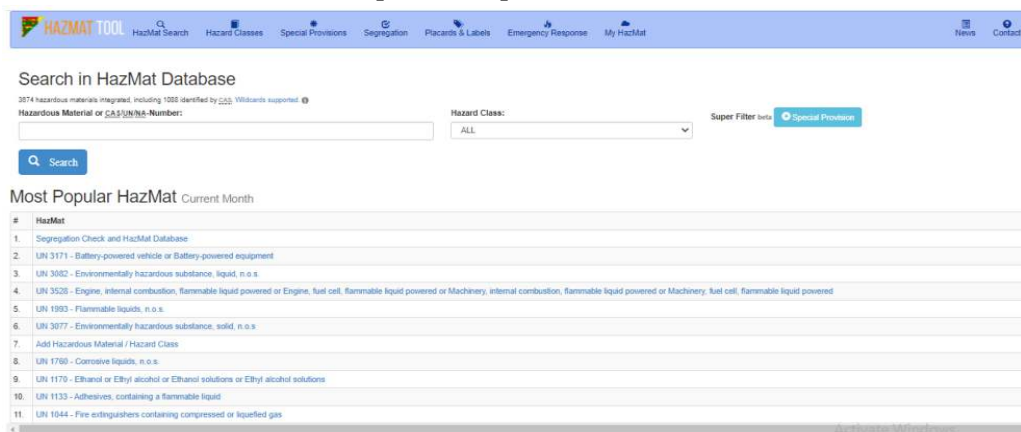 HAZMAT TOOL HazMat Search Hazard Classes Special Provisions Segregation Placards & Labels Emergency Response My HazMat News Contact
Search in HazMat Database
3874 hazardous materials integrated, including 1088 identified by CAS. Wildcards supported.
Hazardous Material or CAS/UN/NA-Number:
Hazard Class:
Super Filter beta Special Provision
ALL
Search
Most Popular HazMat Current Month
# HazMat
1. Segregation Check and HazMat Database
2. UN 3171 - Battery-powered vehicle or Battery-powered equipment
3. UN 3082 - Environmentally hazardous substance, liquid, n.o.s
4. UN 3528 - Engine, internal combustion, flammable liquid powered or Engine, fuel cell, flammable liquid powered or Machinery, internal combustion, flammable liquid powered or Machinery, fuel cell, flammable liquid powered
5. UN 1993 - Flammable liquids, n.o.s.
6. UN 3077 - Environmentally hazardous substance, solid, n.o.s
7. Add Hazardous Material / Hazard Class
8. UN 1760 - Corrosive liquids, n.o.s.
9. UN 1170 - Ethanol or Ethyl alcohol or Ethanol solutions or Ethyl alcohol solutions
10. UN 1133 - Adhesives, containing a flammable liquid
11. UN 1044 - Fire extinguishers containing compressed or liquefied gas
Activate Windows